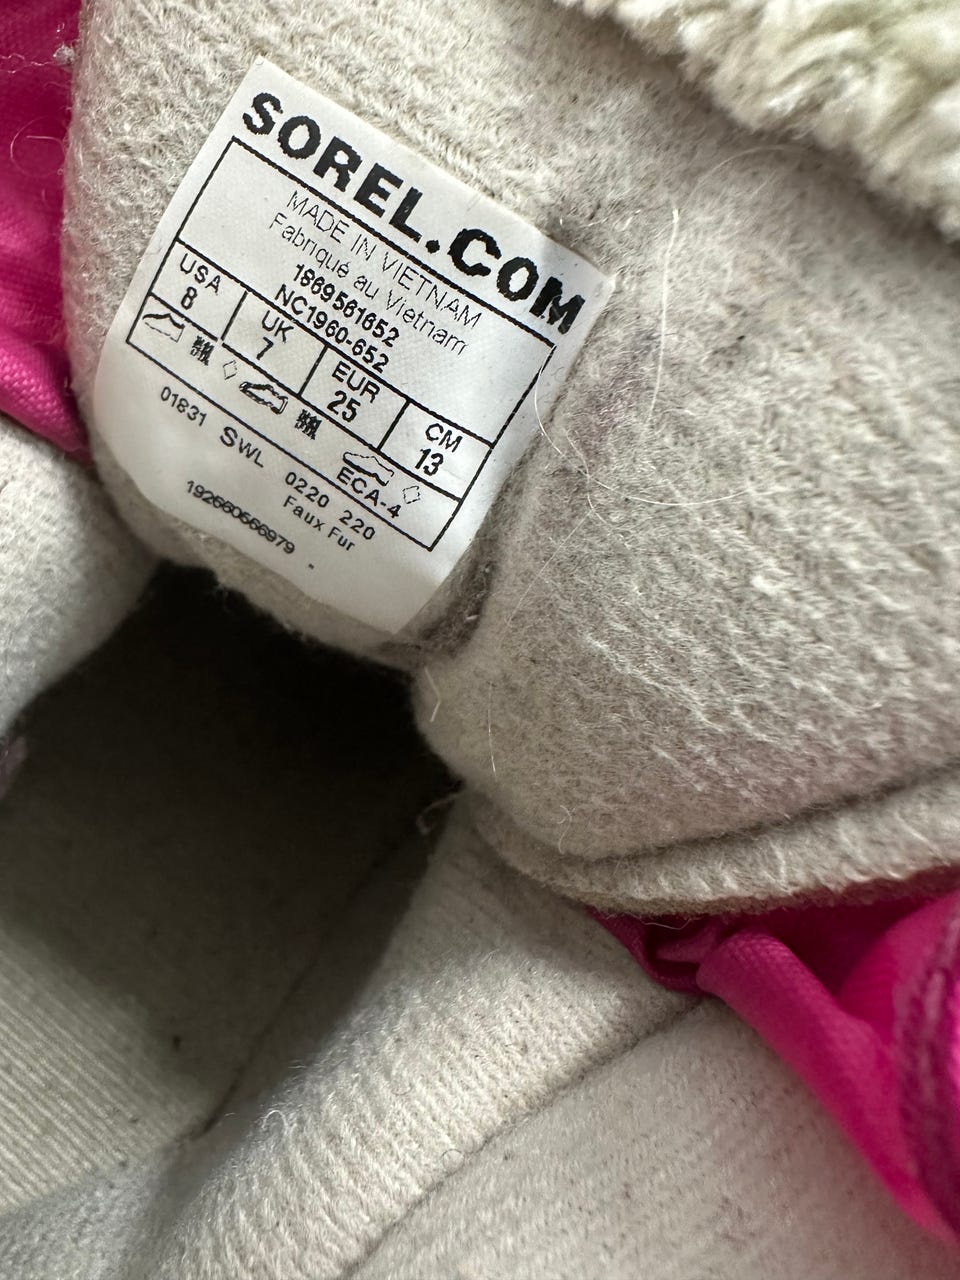 SOREL.COM
MADE IN VIETNAM
Fabriqué au Vietnam
1869561652
NC1960-652
USA UK EUR CM
8 7 25 13
ECA-4
01831 SWL 0220 220
Faux Fur
192660566979